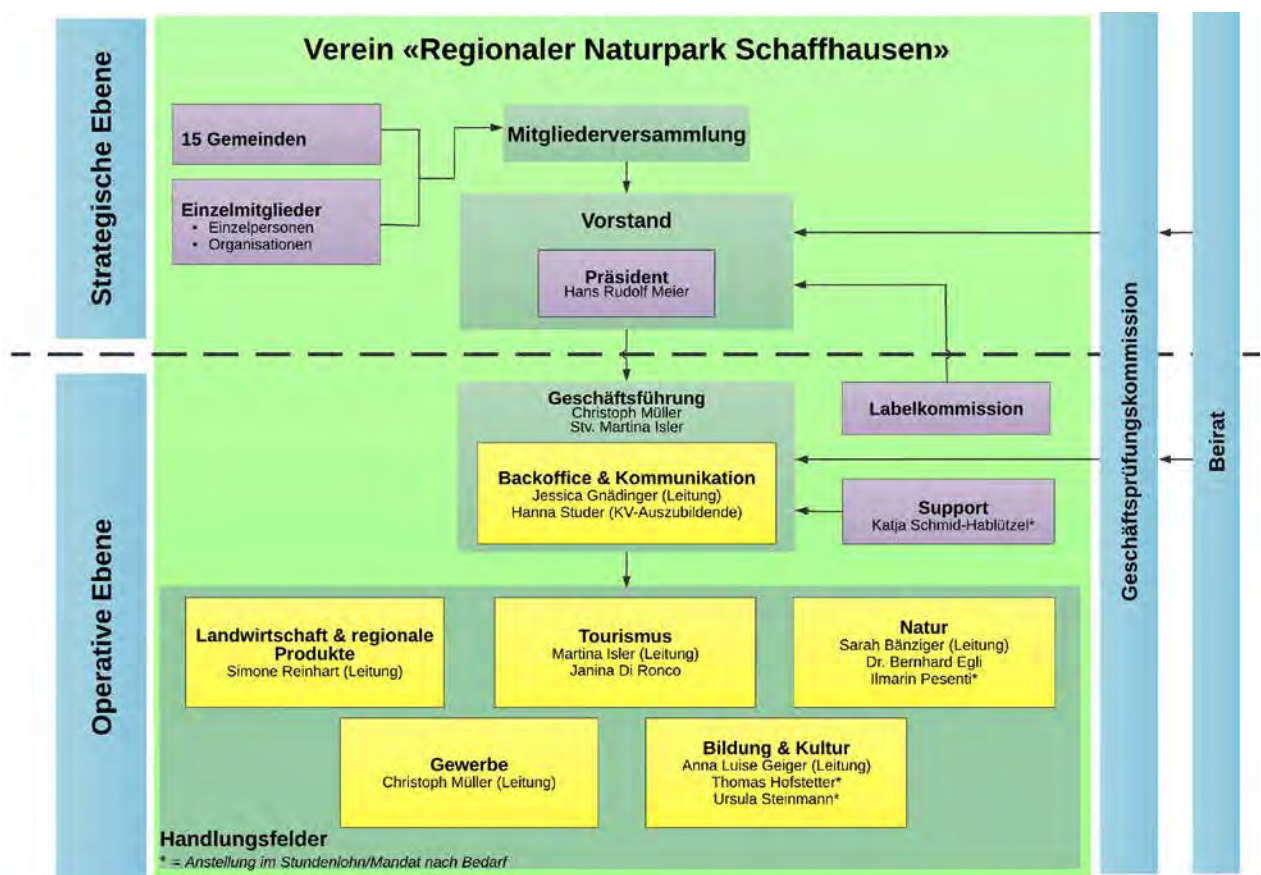 Verein «Regionaler Naturpark Schaffhausen»
Strategische Ebene
15 Gemeinden
Einzelmitglieder
• Einzelpersonen
• Organisationen
Mitgliederversammlung
Vorstand
Präsident
Hans Rudolf Meier
Operative Ebene
Geschäftsführung
Christoph Müller
Stv. Martina Isler
Backoffice & Kommunikation
Jessica Gnädinger (Leitung)
Hanna Studer (KV-Auszubildende)
Labelkommission
Support
Katja Schmid-Hablützel*
Landwirtschaft & regionale
Produkte
Simone Reinhart (Leitung)
Tourismus
Martina Isler (Leitung)
Janina Di Ronco
Natur
Sarah Bänziger (Leitung)
Dr. Bernhard Egli
Ilmarin Pesenti*
Gewerbe
Christoph Müller (Leitung)
Bildung & Kultur
Anna Luise Geiger (Leitung)
Thomas Hofstetter*
Ursula Steinmann*
Handlungsfelder
* = Anstellung im Stundenlohn/Mandat nach Bedarf
Geschäftsprüfungskommission
Beirat